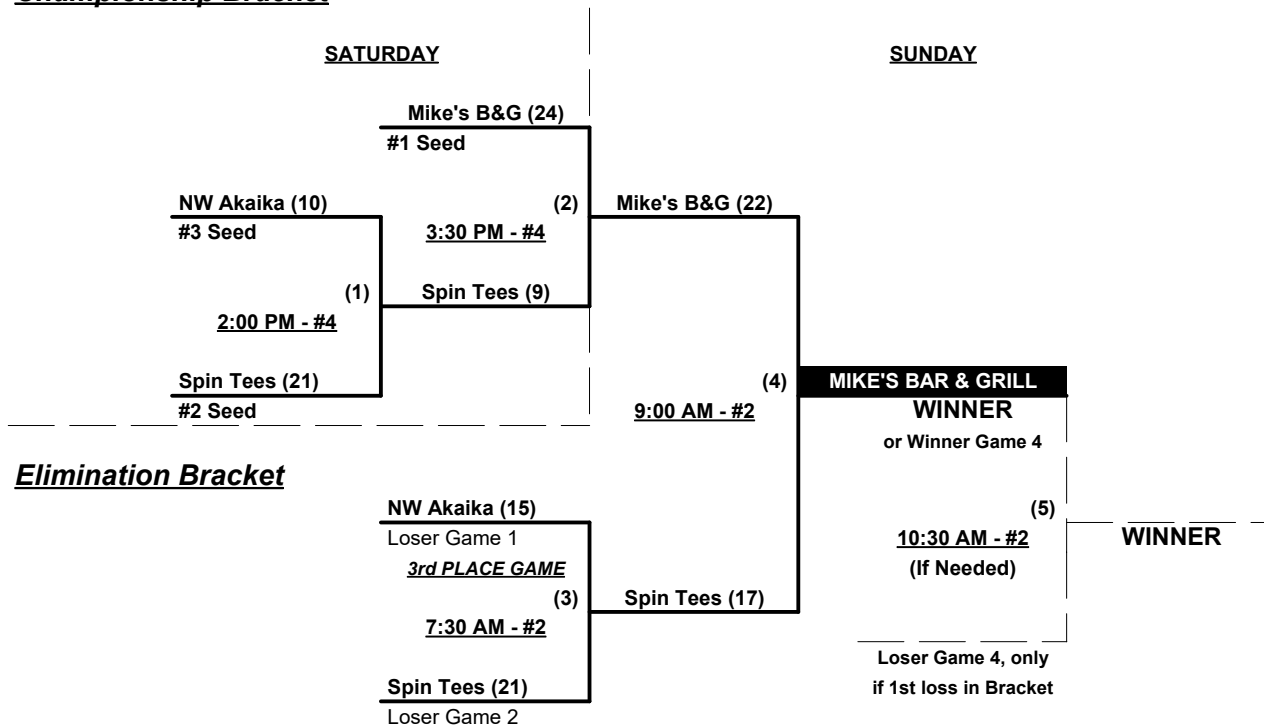 Championship Bracket
SATURDAY
SUNDAY
Mike's B&G (24)
#1 Seed
NW Akaika (10)
(2)
Mike's B&G (22)
#3 Seed
3:30 PM - #4
(1)
Spin Tees (9)
2:00 PM - #4
Spin Tees (21)
(4)
MIKE'S BAR & GRILL
#2 Seed
9:00 AM - #2
WINNER
or Winner Game 4
Elimination Bracket
NW Akaika (15)
(5)
Loser Game 1
10:30 AM - #2
WINNER
3rd PLACE GAME
(If Needed)
(3)
Spin Tees (17)
7:30 AM - #2
Loser Game 4, only
if 1st loss in Bracket
Spin Tees (21)
Loser Game 2